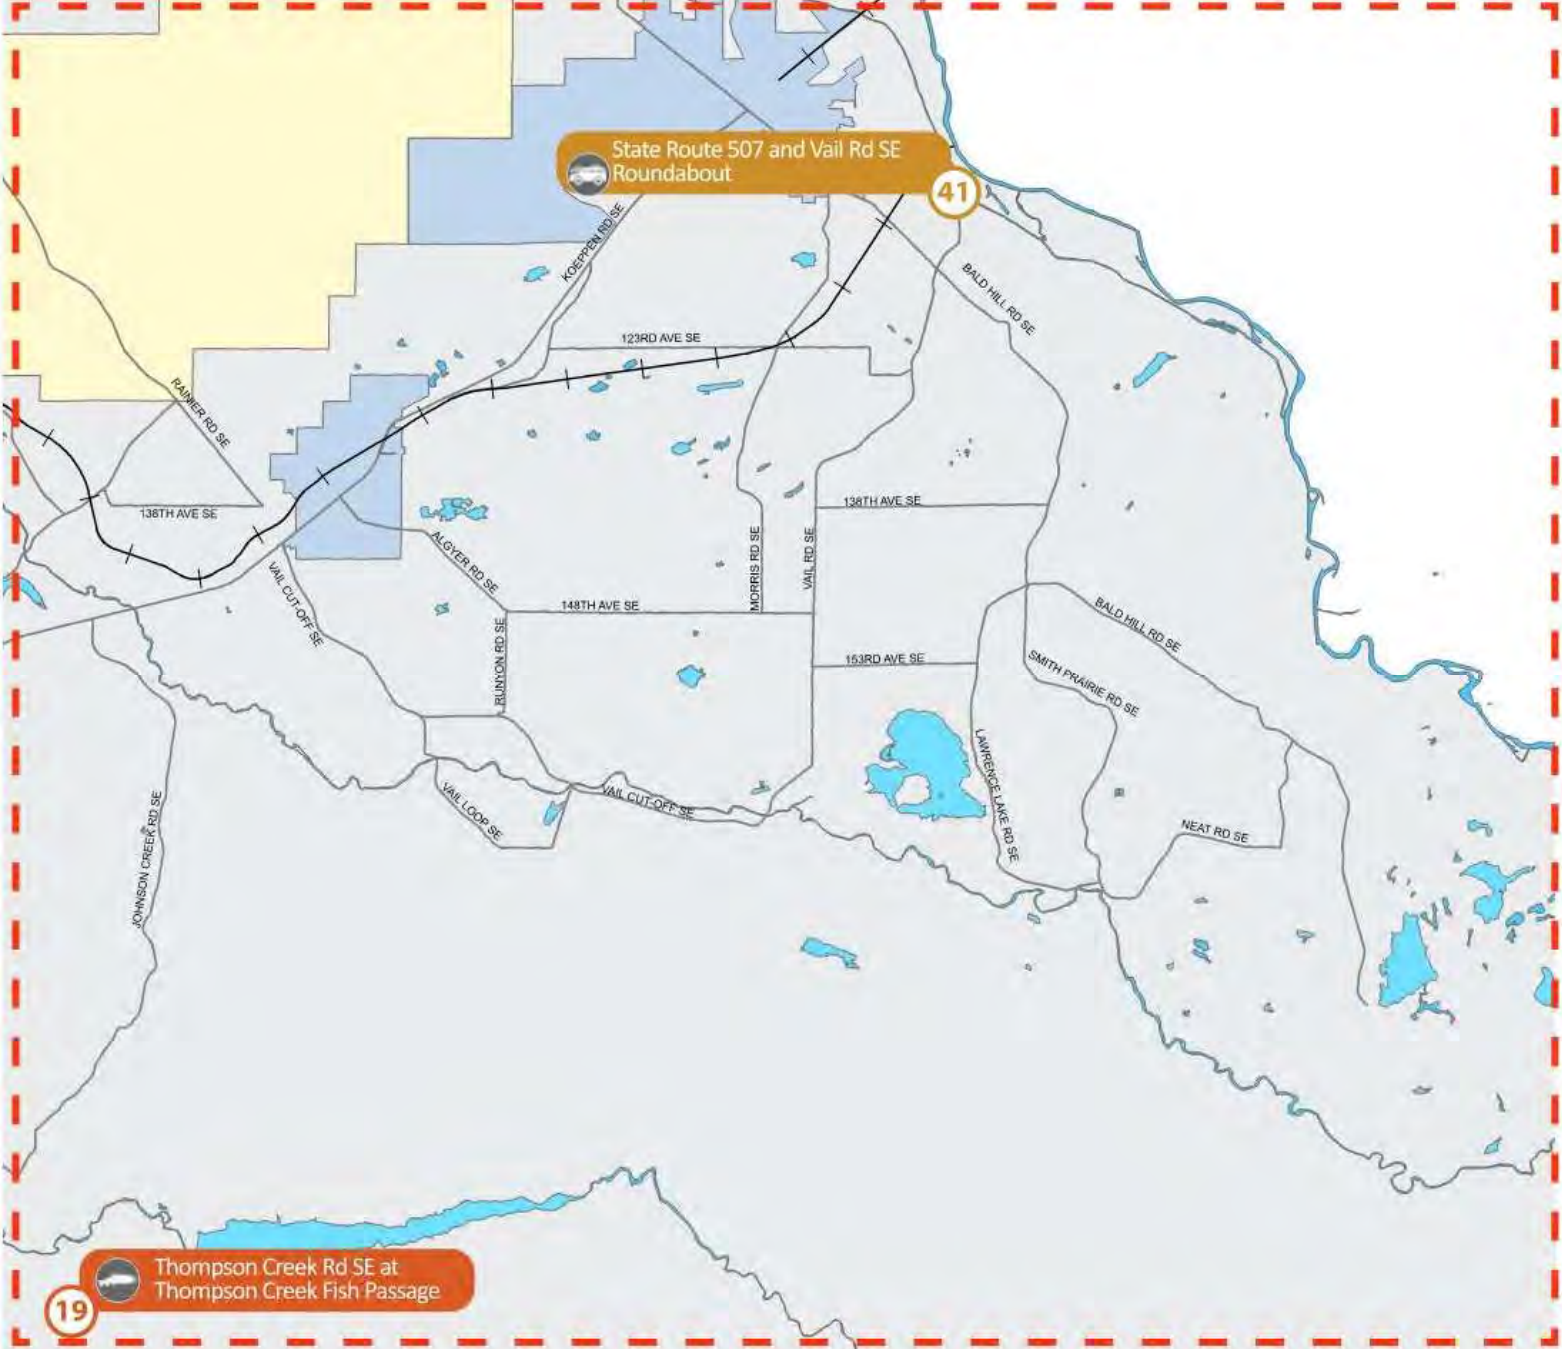 State Route 507 and Vail Rd SE
Roundabout
41
KOEPPEN RD SE
BALD HILL RD SE
123RD AVE SE
RAINIER RD SE
138TH AVE SE
138TH AVE SE
ALGYER RD SE
MORRIS RD SE
VAIL RD SE
VAIL CUT-OFF SE
148TH AVE SE
BALD HILL RD SE
RUNYON RD SE
153RD AVE SE
SMITH PRAIRIE RD SE
LAWRENCE LAKE RD SE
VAIL LOOP SE
VAIL CUT-OFF SE
NEAT RD SE
JOHNSON CREEK RD SE
Thompson Creek Rd SE at
Thompson Creek Fish Passage
19